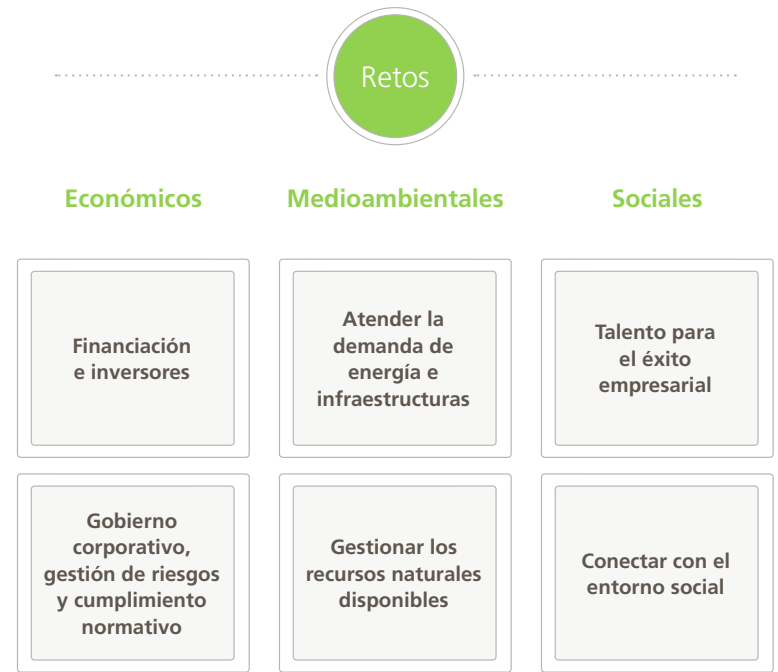 Retos
Económicos
Medioambientales
Sociales
Financiación
e inversores
Atender la
demanda de
energía e
infraestructuras
Talento para
el éxito
empresarial
Gobierno
corporativo,
gestión de riesgos
y cumplimiento
normativo
Gestionar los
recursos naturales
disponibles
Conectar con el
entorno social